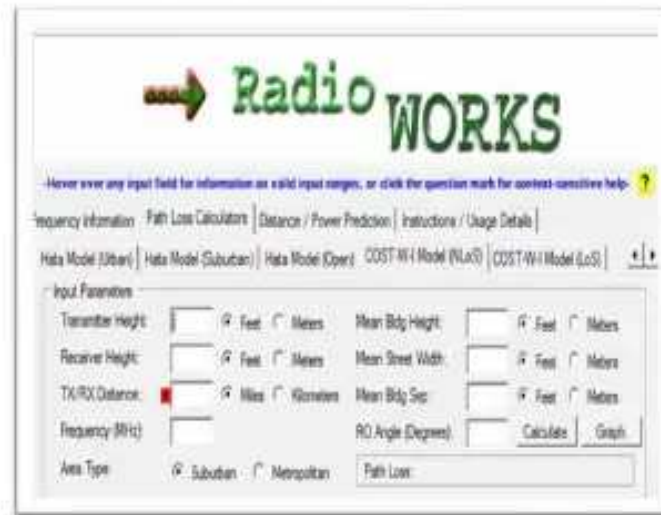 Radio WORKS
-Hover over any input field for information on valid input ranges, or click the question mark for context-sensitive help- ?
Frequency Information Path Loss Calculators Distance / Power Prediction Instructions / Usage Details
Hata Model (Urban) Hata Model (Suburban) Hata Model (Open) COST-W-I Model (NLoS) COST-W-I Model (LoS)
Input Parameters
Transmitter Height: Feet Meters Mean Bldg Height: Feet Meters
Receiver Height: Feet Meters Mean Street Width: Feet Meters
TX/RX Distance: Miles Kilometers Mean Bldg Sep: Feet Meters
Frequency (MHz): RO Angle (Degrees): Calculate Graph
Area Type: Suburban Metropolitan Path Loss: